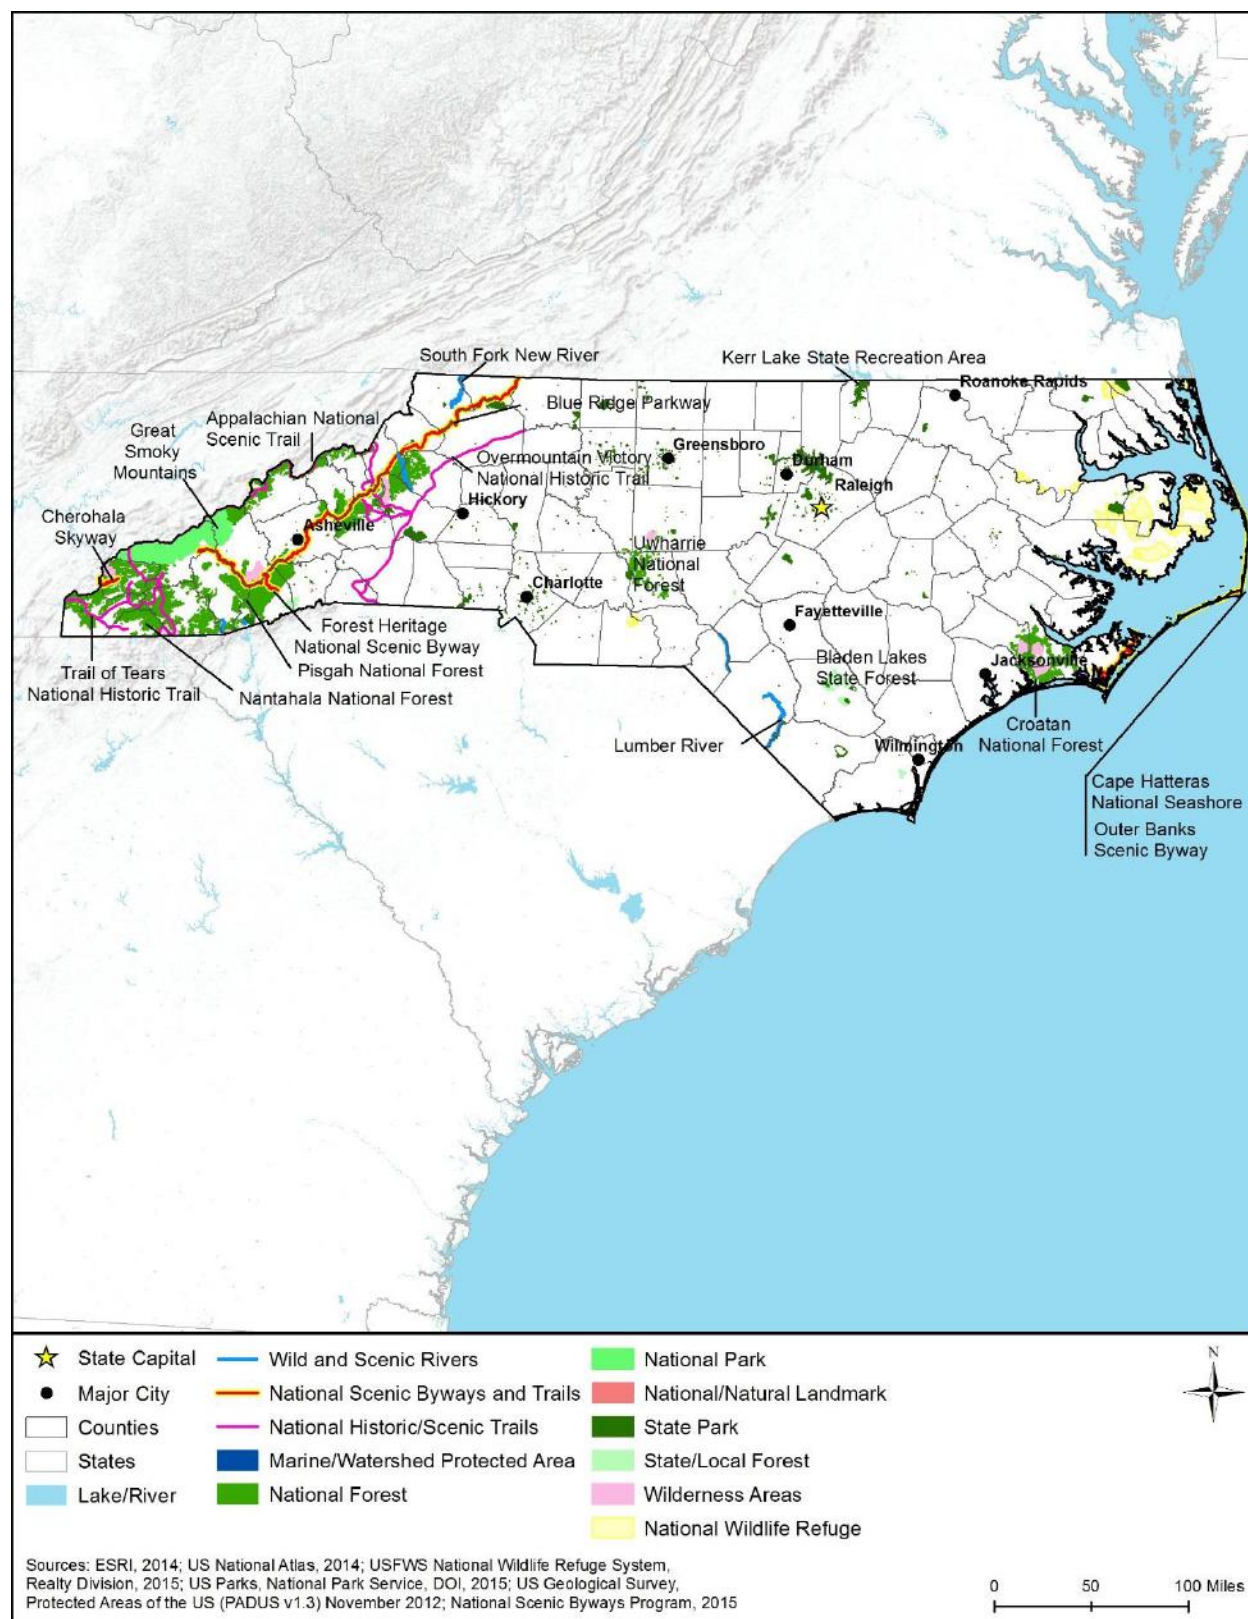 South Fork New River
Kerr Lake State Recreation Area
Roanoke Rapids
Blue Ridge Parkway
Appalachian National
Scenic Trail
Great
Smoky
Mountains
Greensboro
Overmountain Victory
National Historic Trail
Durham
Raleigh
Hickory
Cherohala
Skyway
Asheville
Uwharrie
National
Forest
Charlotte
Fayetteville
Forest Heritage
National Scenic Byway
Pisgah National Forest
Trail of Tears
National Historic Trail
Nantahala National Forest
Bladen Lakes
State Forest
Jacksonville
Lumber River
Wilmington
Croatan
National Forest
Cape Hatteras
National Seashore
Outer Banks
Scenic Byway
State Capital
Major City
Counties
States
Lake/River
Wild and Scenic Rivers
National Scenic Byways and Trails
National Historic/Scenic Trails
Marine/Watershed Protected Area
National Forest
National Park
National/Natural Landmark
State Park
State/Local Forest
Wilderness Areas
National Wildlife Refuge
N
Sources: ESRI, 2014; US National Atlas, 2014; USFWS National Wildlife Refuge System,
Realty Division, 2015; US Parks, National Park Service, DOI, 2015; US Geological Survey,
Protected Areas of the US (PADUS v1.3) November 2012; National Scenic Byways Program, 2015
0 50 100 Miles